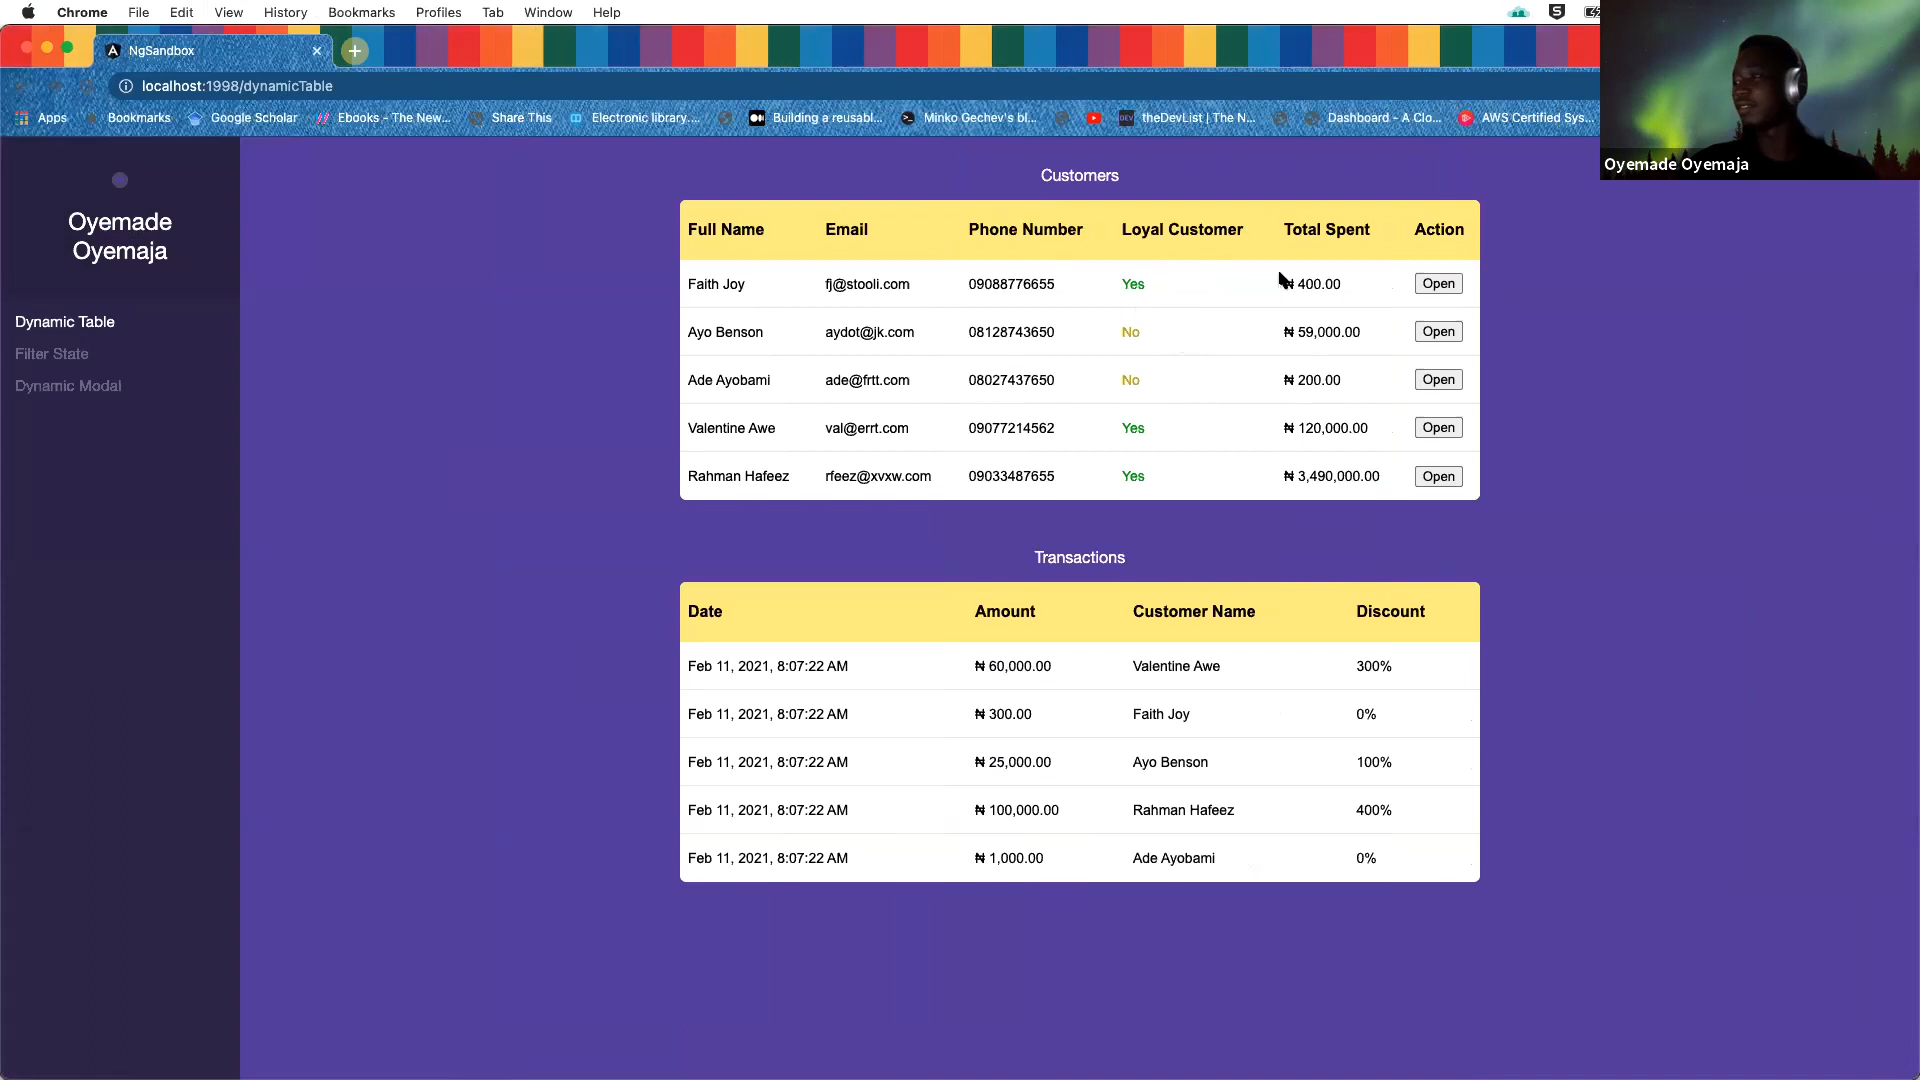 Chrome File Edit View History Bookmarks Profiles Tab Window Help
NgSandbox
localhost:1998/dynamicTable
Apps Bookmarks Google Scholar Ebooks - The New... Share This Electronic library.... Building a reusabl... Minko Gechev's bl... DEV theDevList | The N... Dashboard - A Clo... AWS Certified Sys...
Oyemade Oyemaja
Oyemade
Oyemaja
Dynamic Table
Filter State
Dynamic Modal
Customers
Full Name Email Phone Number Loyal Customer Total Spent Action
Faith Joy fj@stooli.com 09088776655 Yes ₦ 400.00 Open
Ayo Benson aydot@jk.com 08128743650 No ₦ 59,000.00 Open
Ade Ayobami ade@frtt.com 08027437650 No ₦ 200.00 Open
Valentine Awe val@errt.com 09077214562 Yes ₦ 120,000.00 Open
Rahman Hafeez rfeez@xvxw.com 09033487655 Yes ₦ 3,490,000.00 Open
Transactions
Date Amount Customer Name Discount
Feb 11, 2021, 8:07:22 AM ₦ 60,000.00 Valentine Awe 300%
Feb 11, 2021, 8:07:22 AM ₦ 300.00 Faith Joy 0%
Feb 11, 2021, 8:07:22 AM ₦ 25,000.00 Ayo Benson 100%
Feb 11, 2021, 8:07:22 AM ₦ 100,000.00 Rahman Hafeez 400%
Feb 11, 2021, 8:07:22 AM ₦ 1,000.00 Ade Ayobami 0%